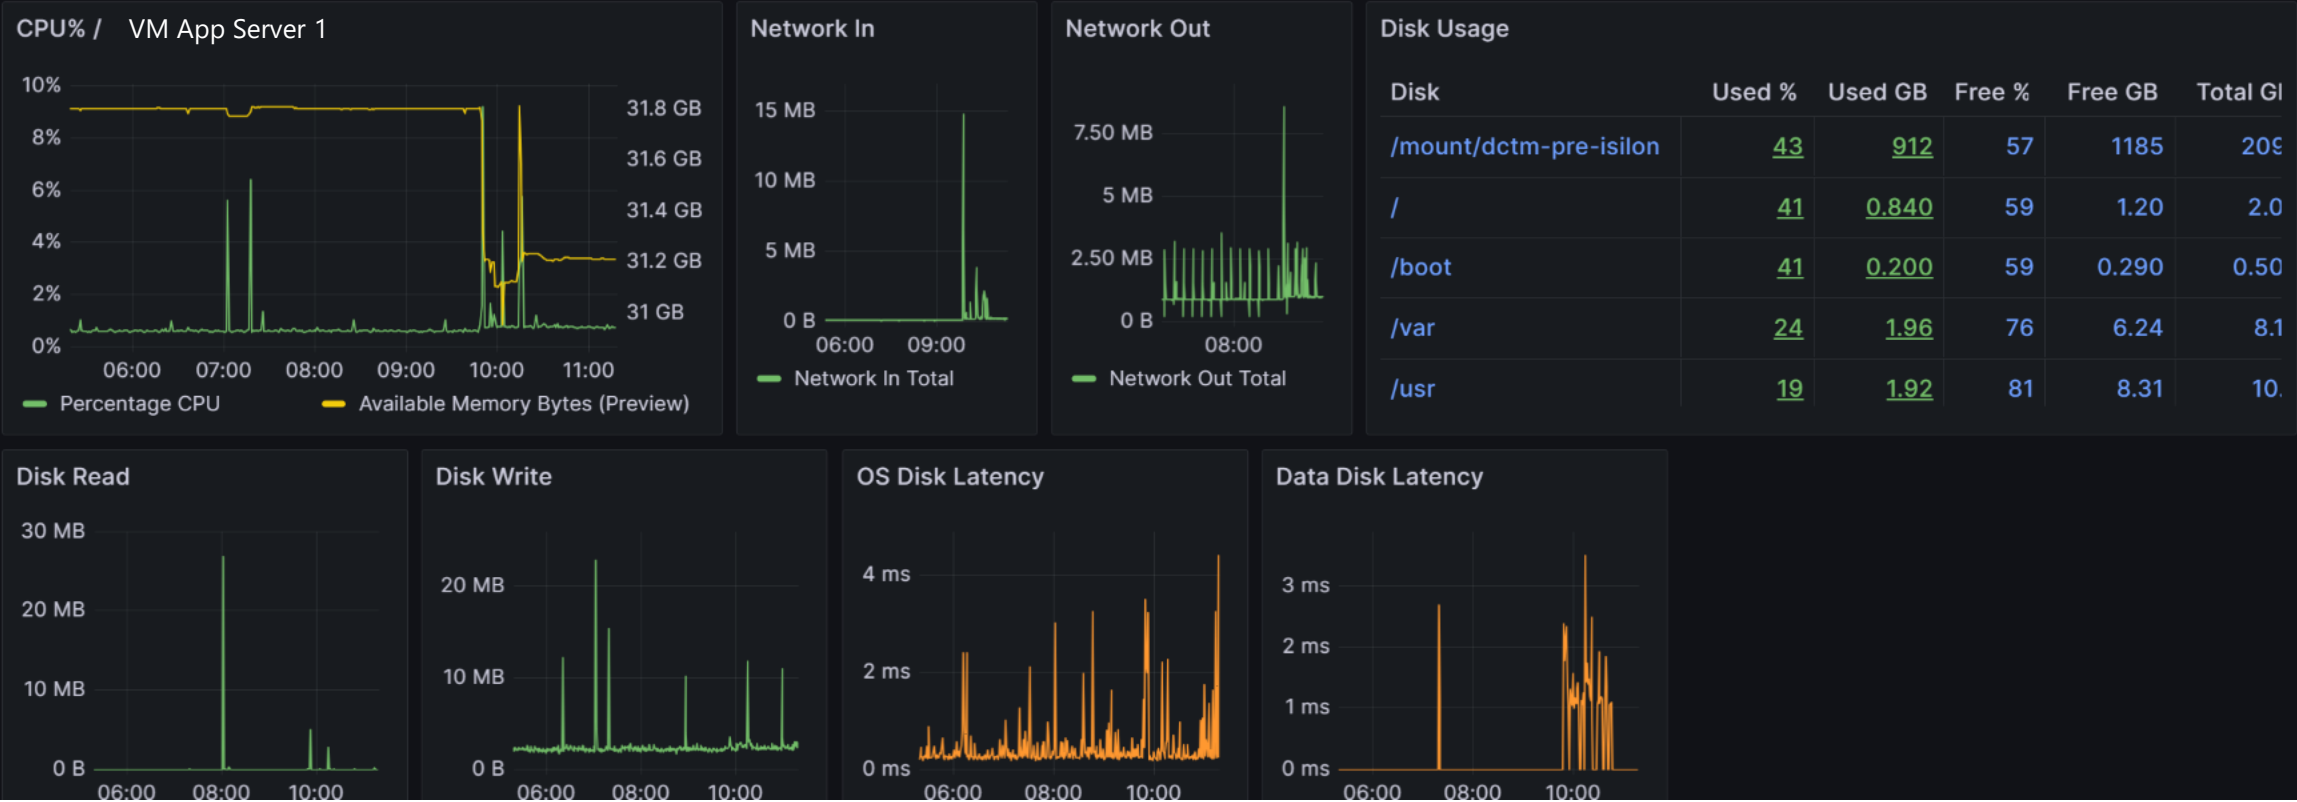 CPU% / VM App Server 1
10%
8%
6%
4%
2%
0%
31.8 GB
31.6 GB
31.4 GB
31.2 GB
31 GB
06:00 07:00 08:00 09:00 10:00 11:00
Percentage CPU Available Memory Bytes (Preview)
Network In
15 MB
10 MB
5 MB
0 B
06:00 09:00
Network In Total
Network Out
7.50 MB
5 MB
2.50 MB
0 B
08:00
Network Out Total
Disk Usage
Disk Used % Used GB Free % Free GB Total GI
/mount/dctm-pre-isilon 43 912 57 1185 209
/ 41 0.840 59 1.20 2.0
/boot 41 0.200 59 0.290 0.50
/var 24 1.96 76 6.24 8.1
/usr 19 1.92 81 8.31 10.
Disk Read
30 MB
20 MB
10 MB
0 B
06:00 08:00 10:00
Disk Write
20 MB
10 MB
0 B
06:00 08:00 10:00
OS Disk Latency
4 ms
2 ms
0 ms
06:00 08:00 10:00
Data Disk Latency
3 ms
2 ms
1 ms
0 ms
06:00 08:00 10:00